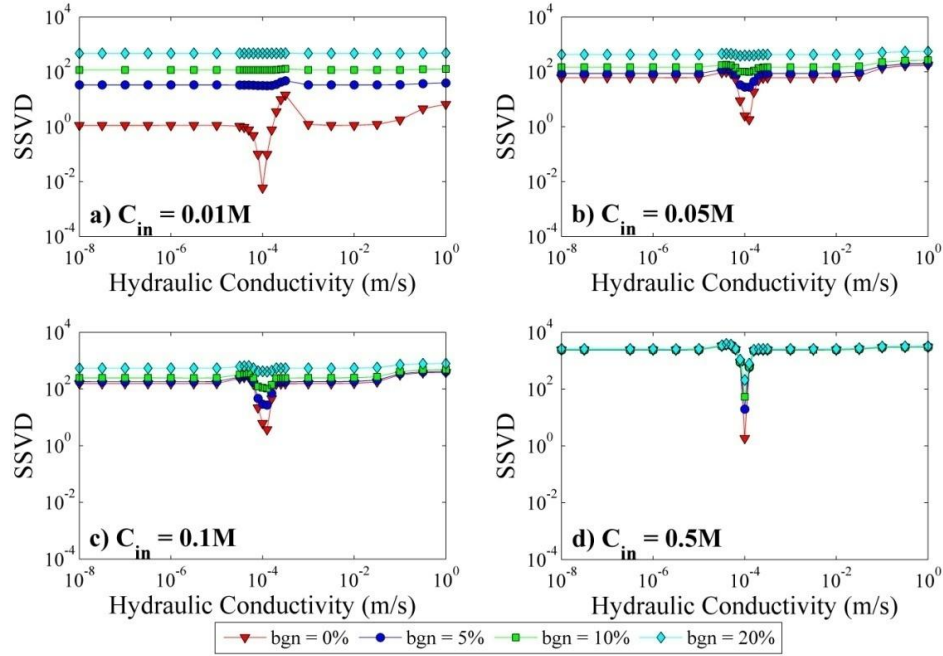 10^4
10^2
10^0
10^-2
10^-4
SSVD
a) C_in = 0.01M
10^-8 10^-6 10^-4 10^-2 10^0
Hydraulic Conductivity (m/s)
10^4
10^2
10^0
10^-2
10^-4
SSVD
b) C_in = 0.05M
10^-8 10^-6 10^-4 10^-2 10^0
Hydraulic Conductivity (m/s)
10^4
10^2
10^0
10^-2
10^-4
SSVD
c) C_in = 0.1M
10^-8 10^-6 10^-4 10^-2 10^0
Hydraulic Conductivity (m/s)
10^4
10^2
10^0
10^-2
10^-4
SSVD
d) C_in = 0.5M
10^-8 10^-6 10^-4 10^-2 10^0
Hydraulic Conductivity (m/s)
bgn = 0% bgn = 5% bgn = 10% bgn = 20%